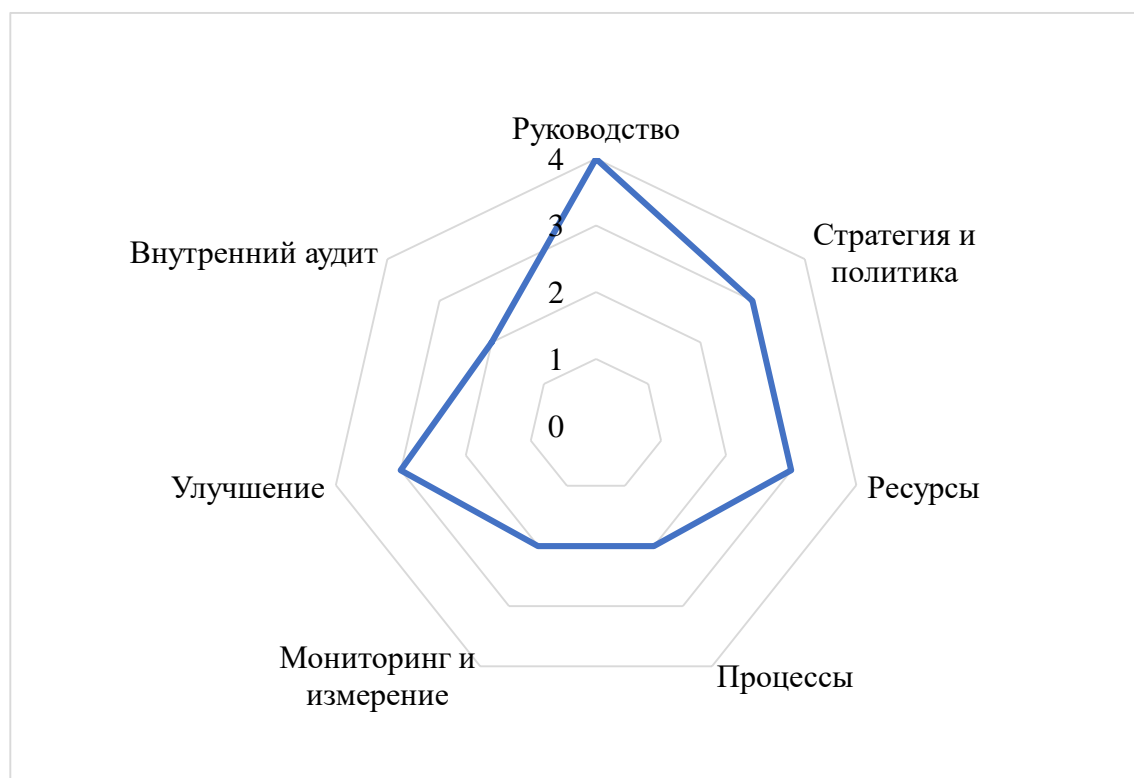 Руководство
4
3
2
1
0
Стратегия и
политика
Ресурсы
Процессы
Мониторинг и
измерение
Улучшение
Внутренний аудит